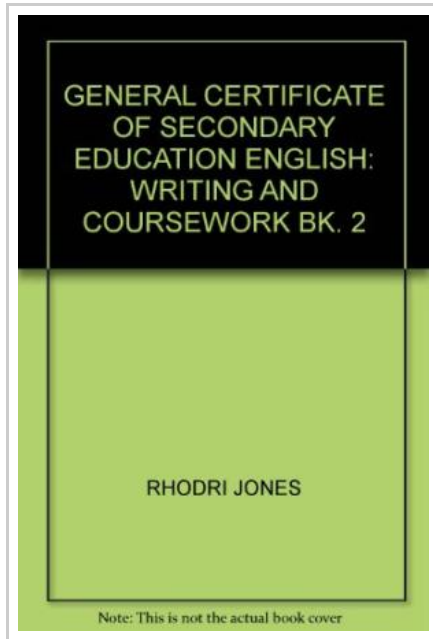 GENERAL CERTIFICATE
OF SECONDARY
EDUCATION ENGLISH:
WRITING AND
COURSEWORK BK. 2
RHODRI JONES
Note: This is not the actual book cover